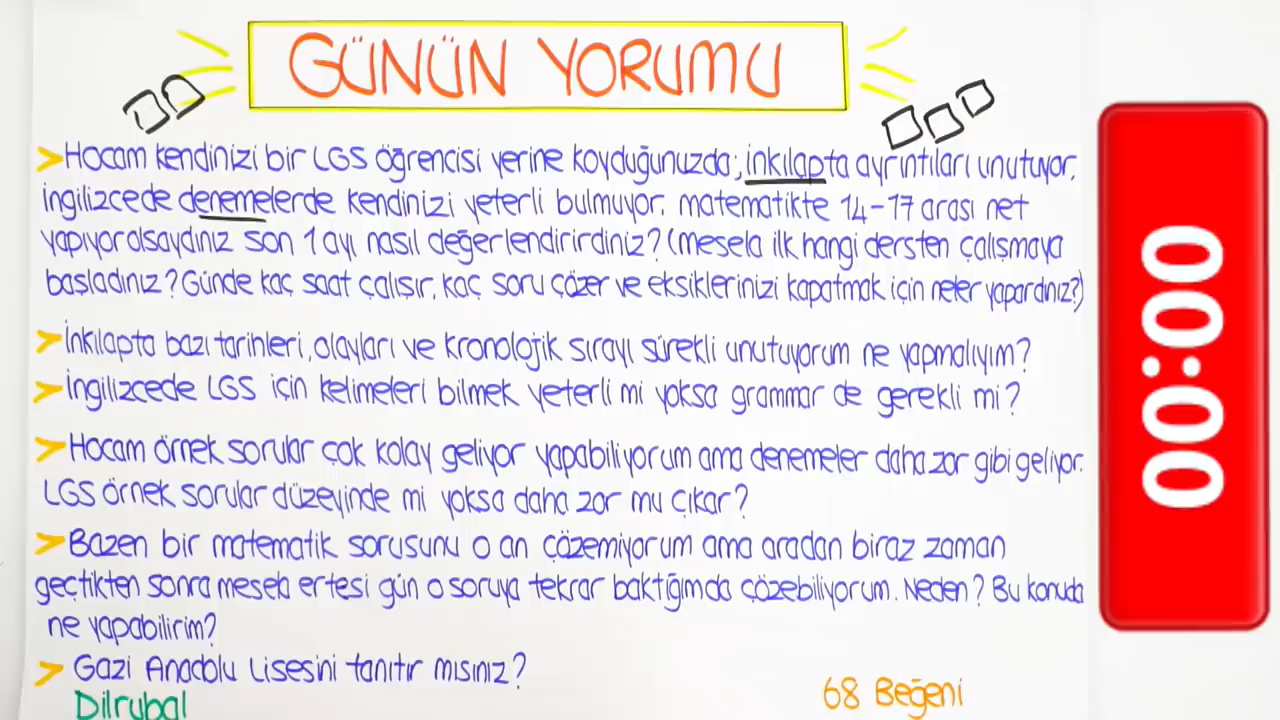 GÜNÜN YORUMU
> Hocam kendinizi bir LGS öğrencisi yerine koyduğunuzda; inkılapta ayrıntıları unutuyor,
ingilizcede denemelerde kendinizi yeterli bulmuyor, matematikte 14-17 arası net
yapıyor olsaydınız son 1 ayı nasıl değerlendirirdiniz? (mesela ilk hangi dersten çalışmaya
başladınız? Günde kaç saat çalışır, kaç soru çözer ve eksiklerinizi kapatmak için neler yapardınız?)
> İnkılapta bazı tarihleri, olayları ve kronolojik sırayı sürekli unutuyorum ne yapmalıyım?
> İngilizcede LGS için kelimeleri bilmek yeterli mi yoksa grammar de gerekli mi?
> Hocam örnek sorular çok kolay geliyor yapabiliyorum ama denemeler daha zor gibi geliyor.
LGS örnek sorular düzeyinde mi yoksa daha zor mu çıkar?
> Bazen bir matematik sorusunu o an çözemiyorum ama aradan biraz zaman
geçtikten sonra mesela ertesi gün o soruya tekrar baktığımda çözebiliyorum. Neden? Bu konuda
ne yapabilirim?
> Gazi Anadolu Lisesini tanıtır mısınız?
Dilrubal
68 Beğeni
00:00